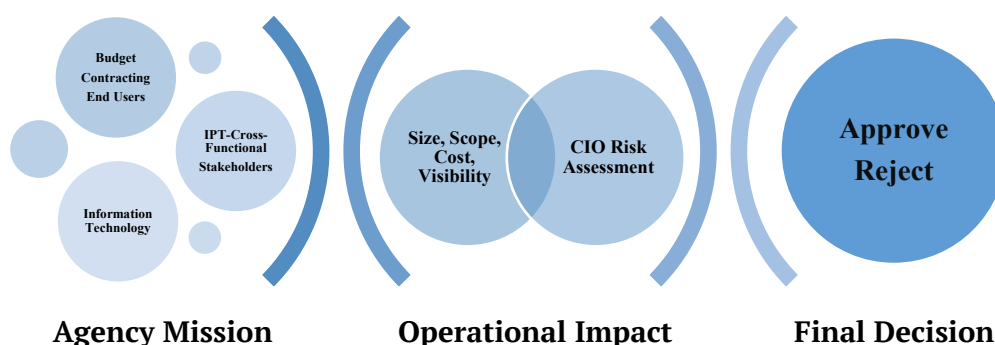 Budget
Contracting
End Users
IPT-Cross-
Functional
Stakeholders
Information
Technology
Size, Scope,
Cost,
Visibility
CIO Risk
Assessment
Approve
Reject
Agency Mission
Operational Impact
Final Decision